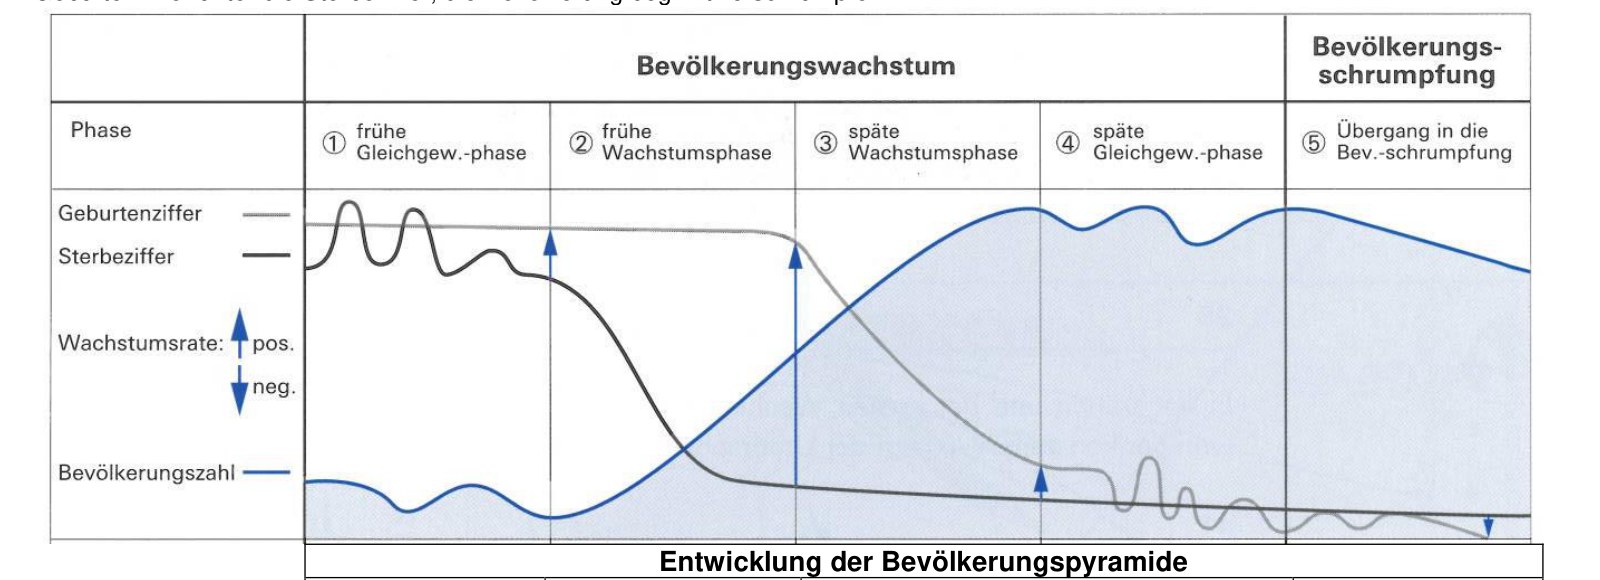 Bevölkerungswachstum
Bevölkerungs-
schrumpfung
Phase
① frühe
Gleichgew.-phase
② frühe
Wachstumsphase
③ späte
Wachstumsphase
④ späte
Gleichgew.-phase
⑤ Übergang in die
Bev.-schrumpfung
Geburtenziffer
Sterbeziffer
Wachstumsrate: pos.
neg.
Bevölkerungszahl
Entwicklung der Bevölkerungspyramide